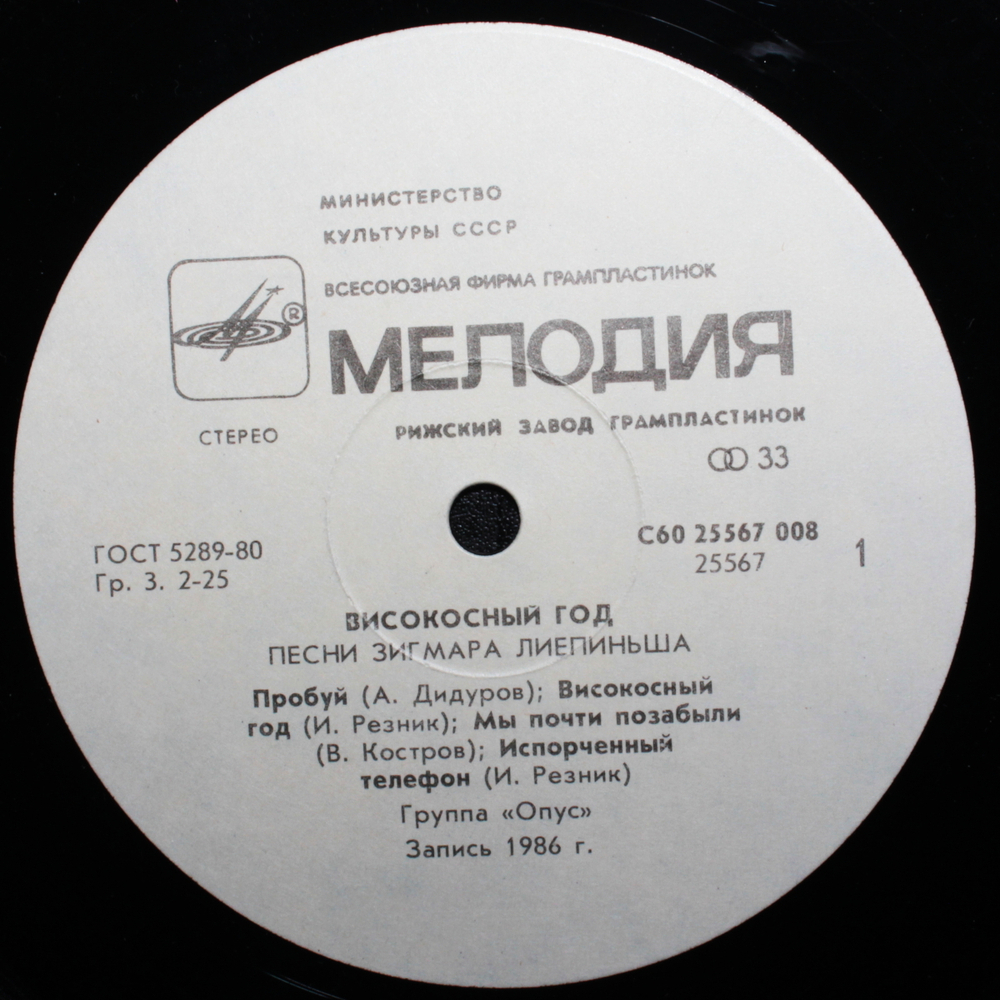 МИНИСТЕРСТВО
КУЛЬТУРЫ СССР
ВСЕСОЮЗНАЯ ФИРМА ГРАМПЛАСТИНОК
®
МЕЛОДИЯ
СТЕРЕО
РИЖСКИЙ ЗАВОД ГРАМПЛАСТИНОК
33
ГОСТ 5289-80
Гр. 3. 2-25
С60 25567 008
25567
1
ВИСОКОСНЫЙ ГОД
ПЕСНИ ЗИГМАРА ЛИЕПИНЬША
Пробуй (А. Дидуров); Високосный
год (И. Резник); Мы почти позабыли
(В. Костров); Испорченный
телефон (И. Резник)
Группа «Опус»
Запись 1986 г.